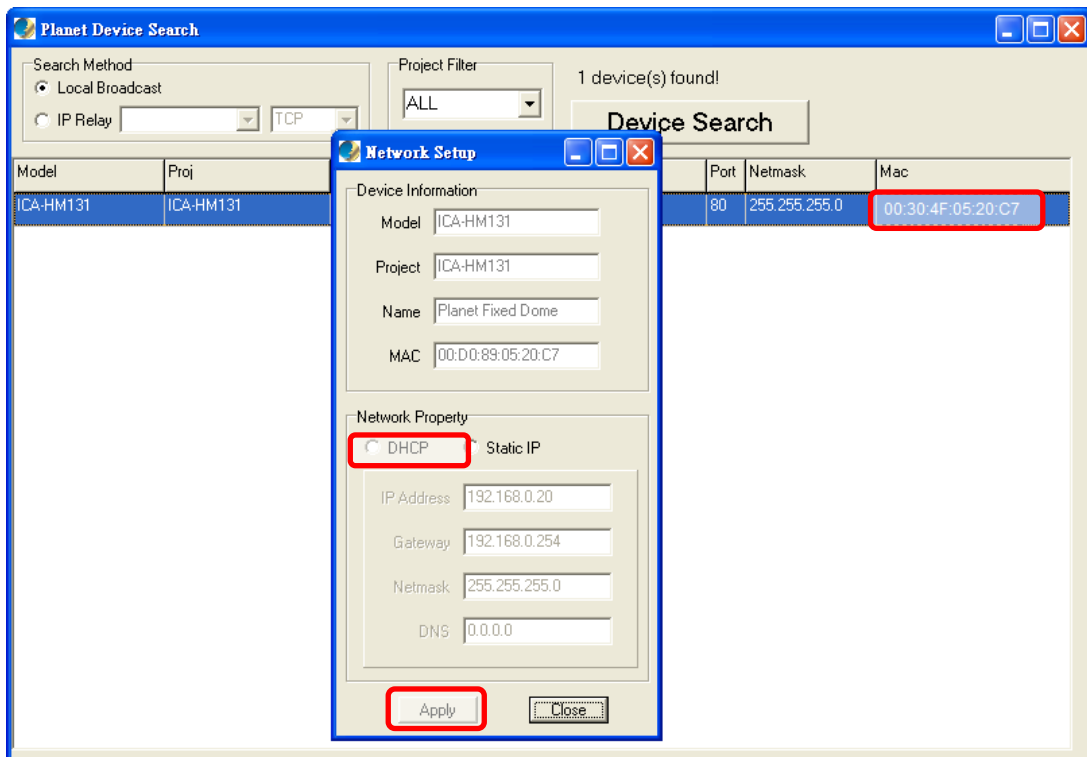 Planet Device Search
Search Method
Local Broadcast
IP Relay TCP
Project Filter
ALL
1 device(s) found!
Device Search
Model Proj Port Netmask Mac
ICA-HM131 ICA-HM131 80 255.255.255.0 00:30:4F:05:20:C7
Network Setup
Device Information
Model ICA-HM131
Project ICA-HM131
Name Planet Fixed Dome
MAC 00:D0:89:05:20:C7
Network Property
DHCP Static IP
IP Address 192.168.0.20
Gateway 192.168.0.254
Netmask 255.255.255.0
DNS 0.0.0.0
Apply Close